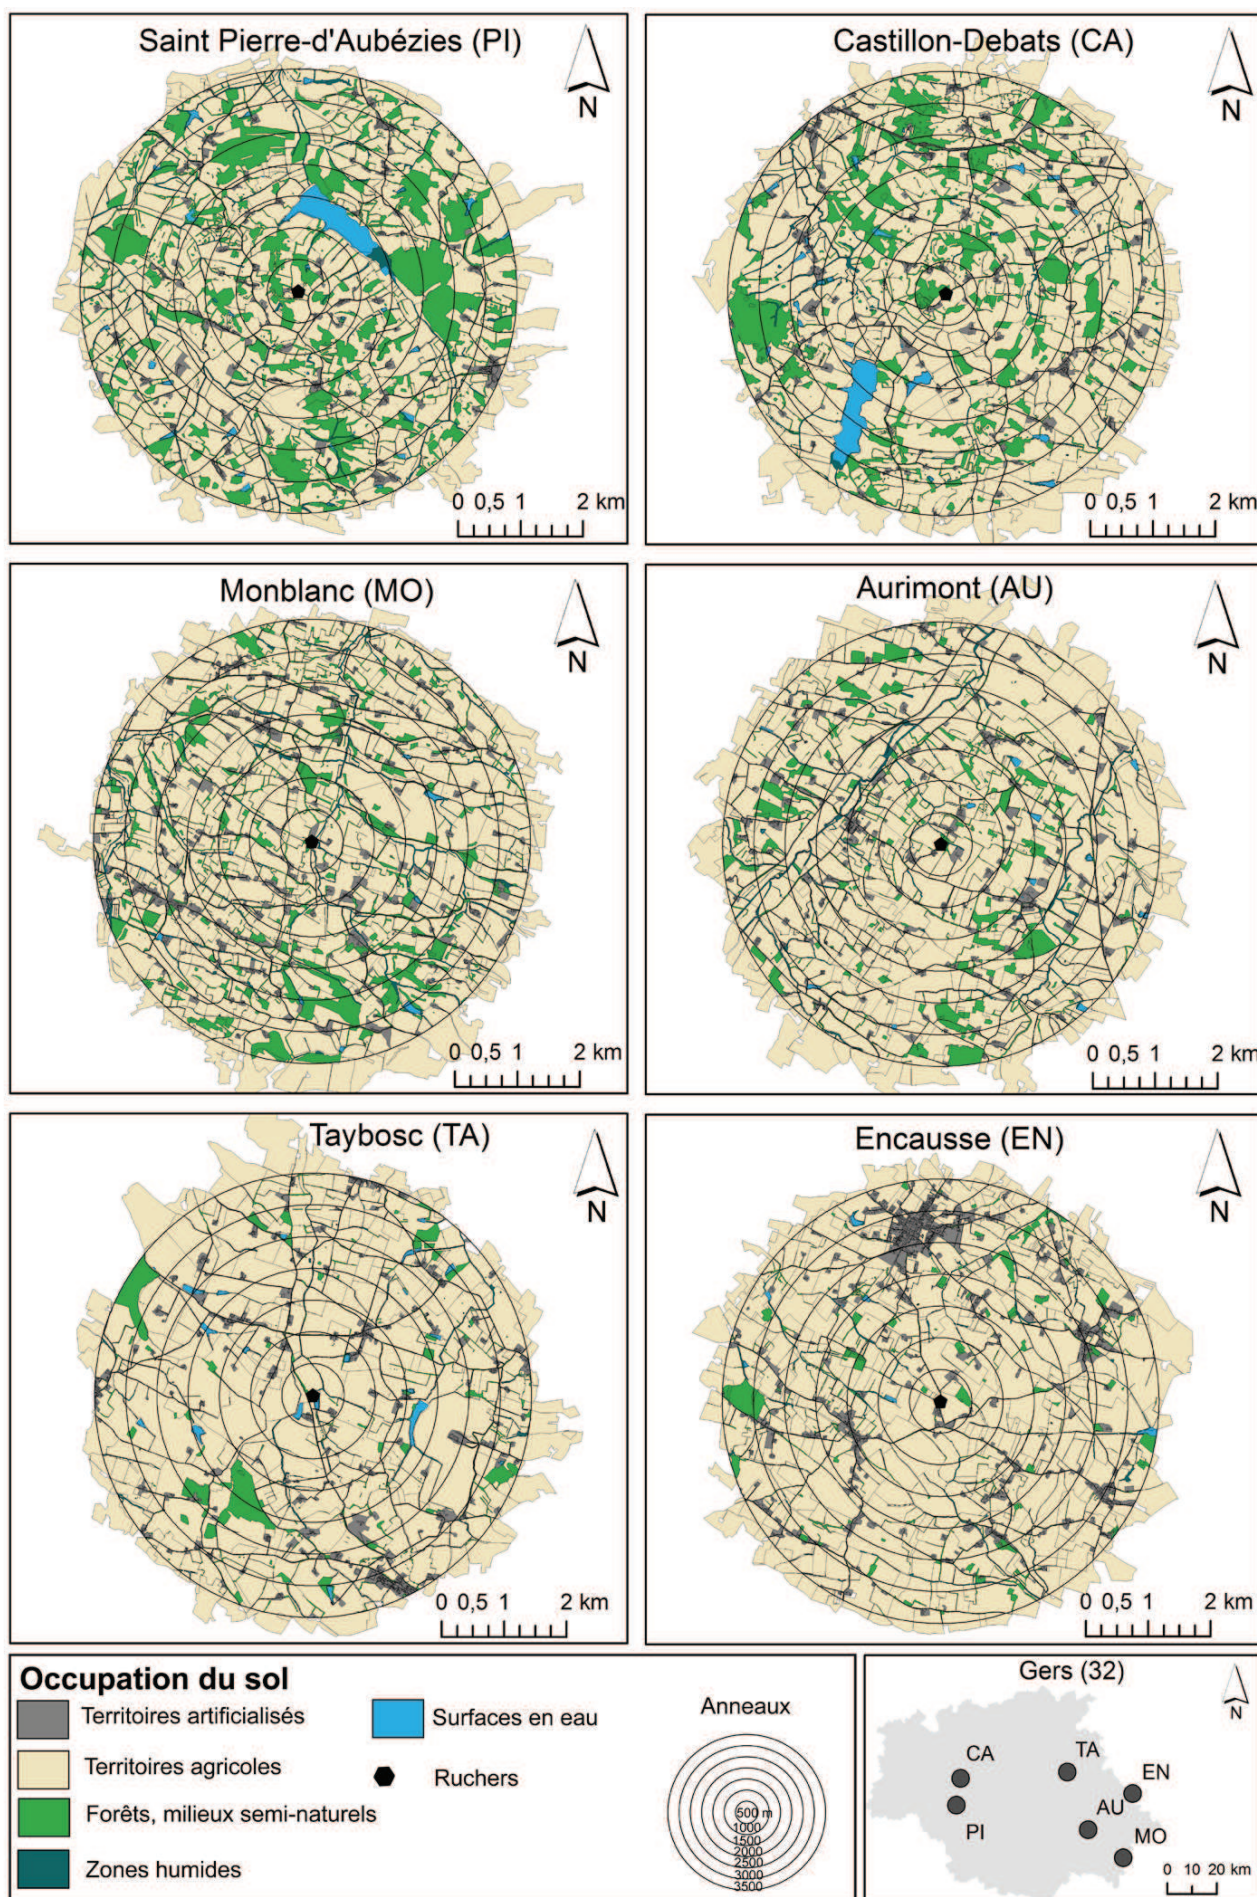 Saint Pierre-d'Aubézies (PI)
N
0 0,5 1 2 km
Castillon-Debats (CA)
N
0 0,5 1 2 km
Monblanc (MO)
N
0 0,5 1 2 km
Aurimont (AU)
N
0 0,5 1 2 km
Taybosc (TA)
N
0 0,5 1 2 km
Encausse (EN)
N
0 0,5 1 2 km
Occupation du sol
Territoires artificialisés
Territoires agricoles
Forêts, milieux semi-naturels
Zones humides
Surfaces en eau
Ruchers
Anneaux
500 m
1000
1500
2000
2500
3000
3500
Gers (32)
N
CA
TA
EN
PI
AU
MO
0 10 20 km